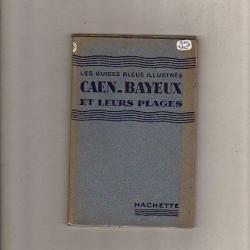 LES GUIDES BLEUS ILLUSTRÉS
CAEN-BAYEUX
ET LEURS PLAGES
HACHETTE